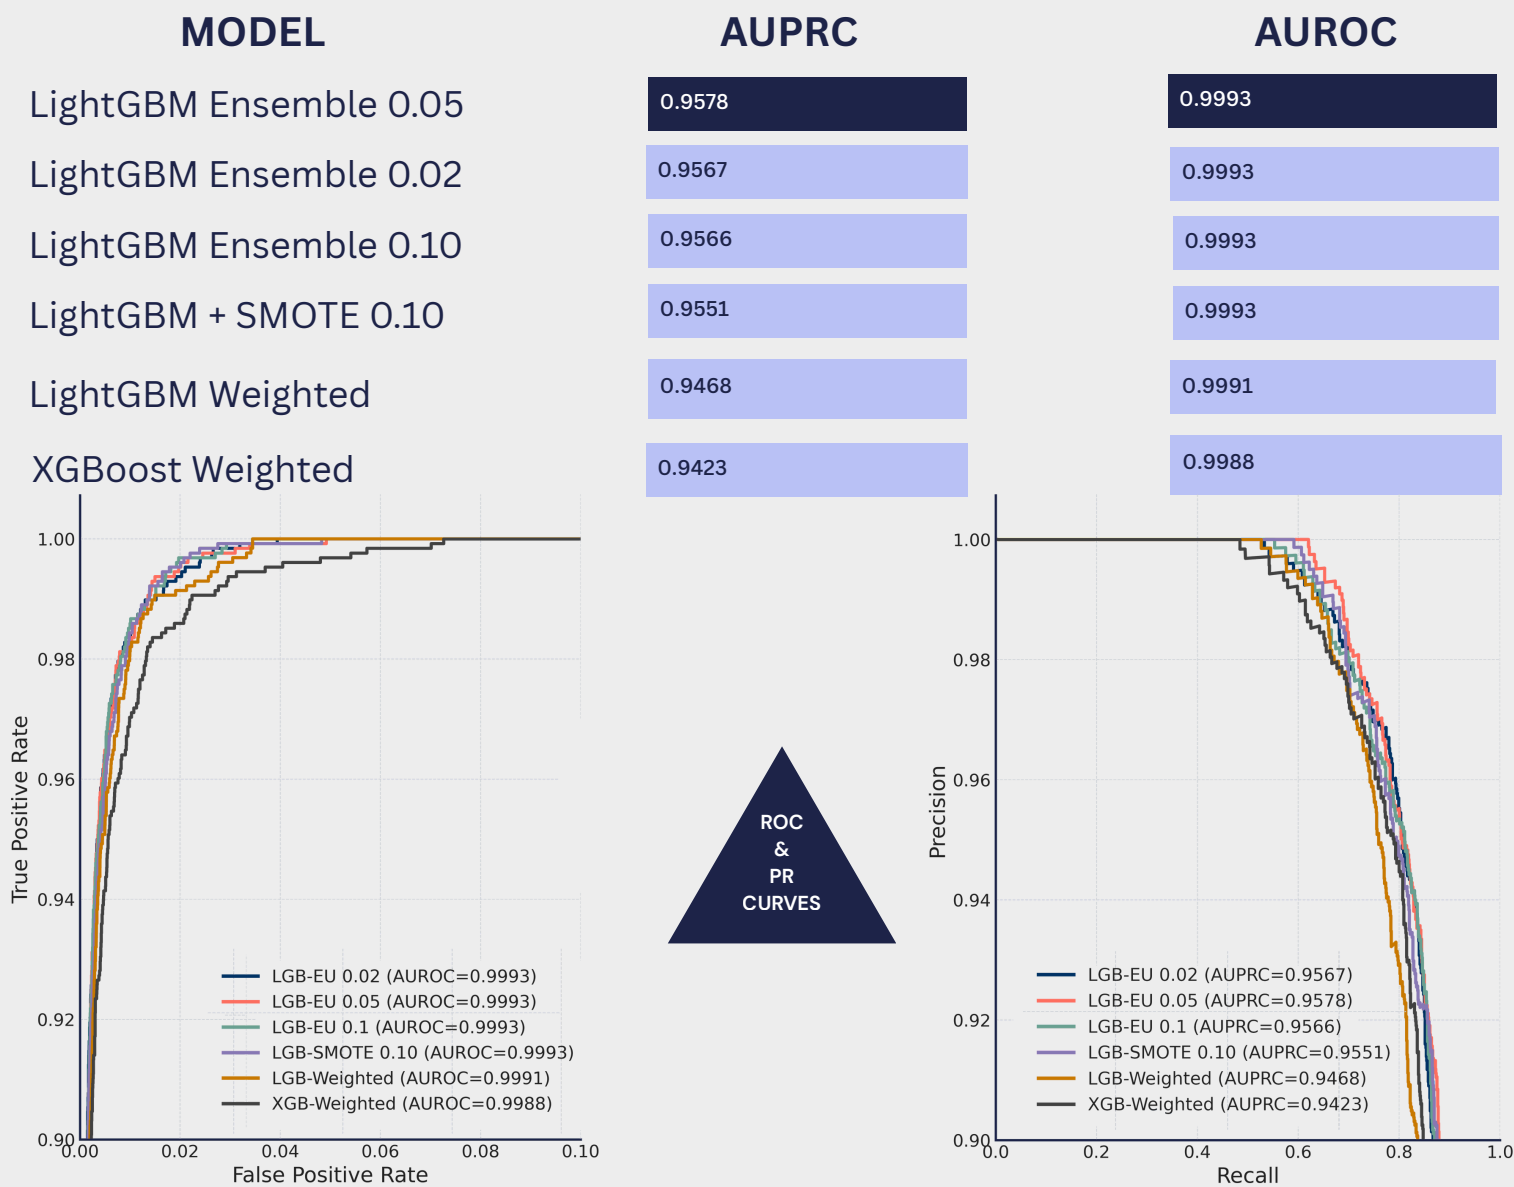 MODEL AUPRC AUROC
LightGBM Ensemble 0.05 0.9578 0.9993
LightGBM Ensemble 0.02 0.9567 0.9993
LightGBM Ensemble 0.10 0.9566 0.9993
LightGBM + SMOTE 0.10 0.9551 0.9993
LightGBM Weighted 0.9468 0.9991
XGBoost Weighted 0.9423 0.9988
True Positive Rate
1.00
0.98
0.96
0.94
0.92
0.90
LGB-EU 0.02 (AUROC=0.9993)
LGB-EU 0.05 (AUROC=0.9993)
LGB-EU 0.1 (AUROC=0.9993)
LGB-SMOTE 0.10 (AUROC=0.9993)
LGB-Weighted (AUROC=0.9991)
XGB-Weighted (AUROC=0.9988)
0.00 0.02 0.04 0.06 0.08 0.10
False Positive Rate
ROC
&
PR
CURVES
Precision
1.00
0.98
0.96
0.94
0.92
0.90
LGB-EU 0.02 (AUPRC=0.9567)
LGB-EU 0.05 (AUPRC=0.9578)
LGB-EU 0.1 (AUPRC=0.9566)
LGB-SMOTE 0.10 (AUPRC=0.9551)
LGB-Weighted (AUPRC=0.9468)
XGB-Weighted (AUPRC=0.9423)
0.0 0.2 0.4 0.6 0.8 1.0
Recall